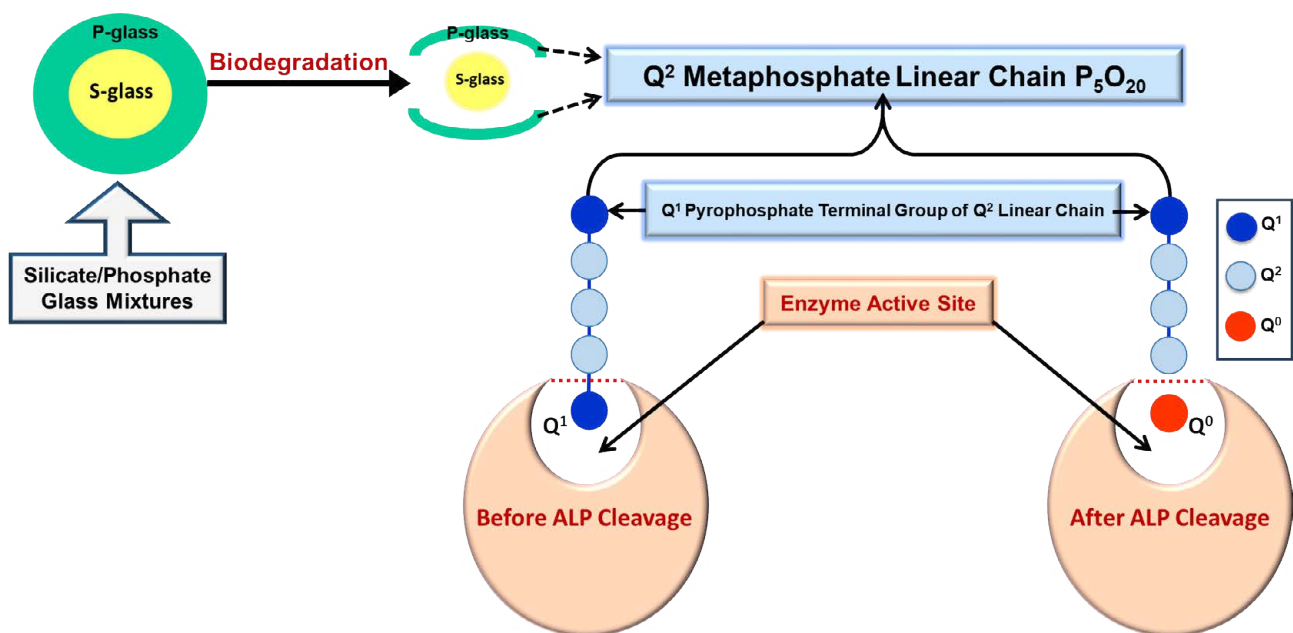 P-glass
S-glass
Biodegradation
P-glass
S-glass
Q² Metaphosphate Linear Chain P₅O₂₀
Silicate/Phosphate
Glass Mixtures
Q¹ Pyrophosphate Terminal Group of Q² Linear Chain
Q¹
Q²
Q⁰
Enzyme Active Site
Q¹
Q⁰
Before ALP Cleavage
After ALP Cleavage